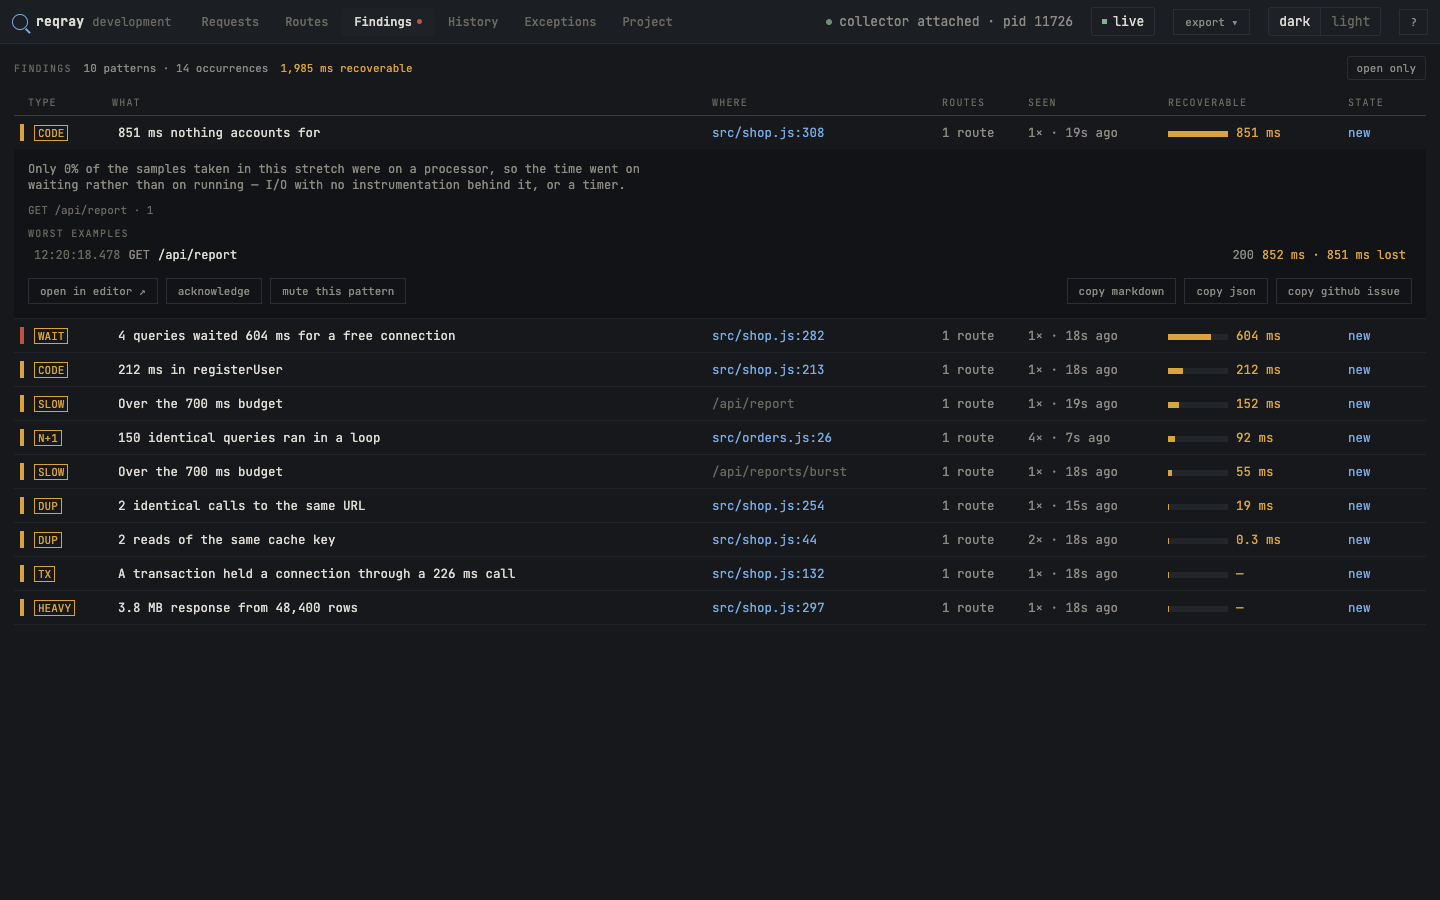 reqray development Requests Routes Findings History Exceptions Project collector attached · pid 11726 live export ▾ dark light ?
FINDINGS 10 patterns · 14 occurrences 1,985 ms recoverable open only
TYPE WHAT WHERE ROUTES SEEN RECOVERABLE STATE
CODE 851 ms nothing accounts for src/shop.js:308 1 route 1× · 19s ago 851 ms new
Only 0% of the samples taken in this stretch were on a processor, so the time went on
waiting rather than on running — I/O with no instrumentation behind it, or a timer.
GET /api/report · 1
WORST EXAMPLES
12:20:18.478 GET /api/report 200 852 ms · 851 ms lost
open in editor ↗ acknowledge mute this pattern copy markdown copy json copy github issue
WAIT 4 queries waited 604 ms for a free connection src/shop.js:282 1 route 1× · 18s ago 604 ms new
CODE 212 ms in registerUser src/shop.js:213 1 route 1× · 18s ago 212 ms new
SLOW Over the 700 ms budget /api/report 1 route 1× · 19s ago 152 ms new
N+1 150 identical queries ran in a loop src/orders.js:26 1 route 4× · 7s ago 92 ms new
SLOW Over the 700 ms budget /api/reports/burst 1 route 1× · 18s ago 55 ms new
DUP 2 identical calls to the same URL src/shop.js:254 1 route 1× · 15s ago 19 ms new
DUP 2 reads of the same cache key src/shop.js:44 1 route 2× · 18s ago 0.3 ms new
TX A transaction held a connection through a 226 ms call src/shop.js:132 1 route 1× · 18s ago — new
HEAVY 3.8 MB response from 48,400 rows src/shop.js:297 1 route 1× · 18s ago — new